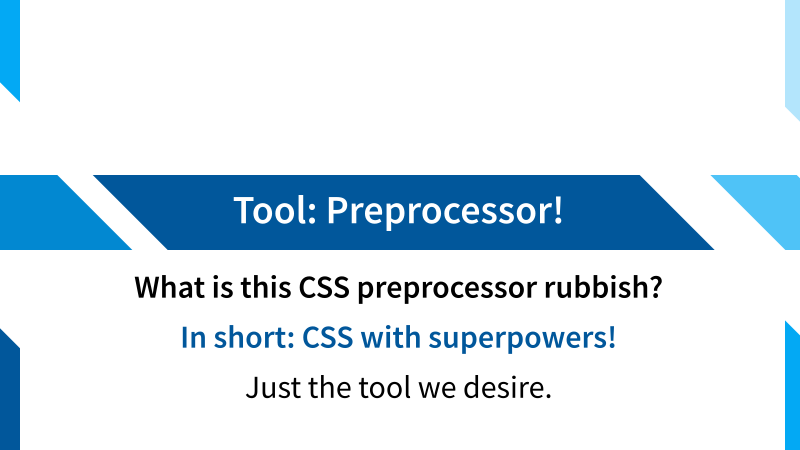 Tool: Preprocessor!
What is this CSS preprocessor rubbish?
In short: CSS with superpowers!
Just the tool we desire.